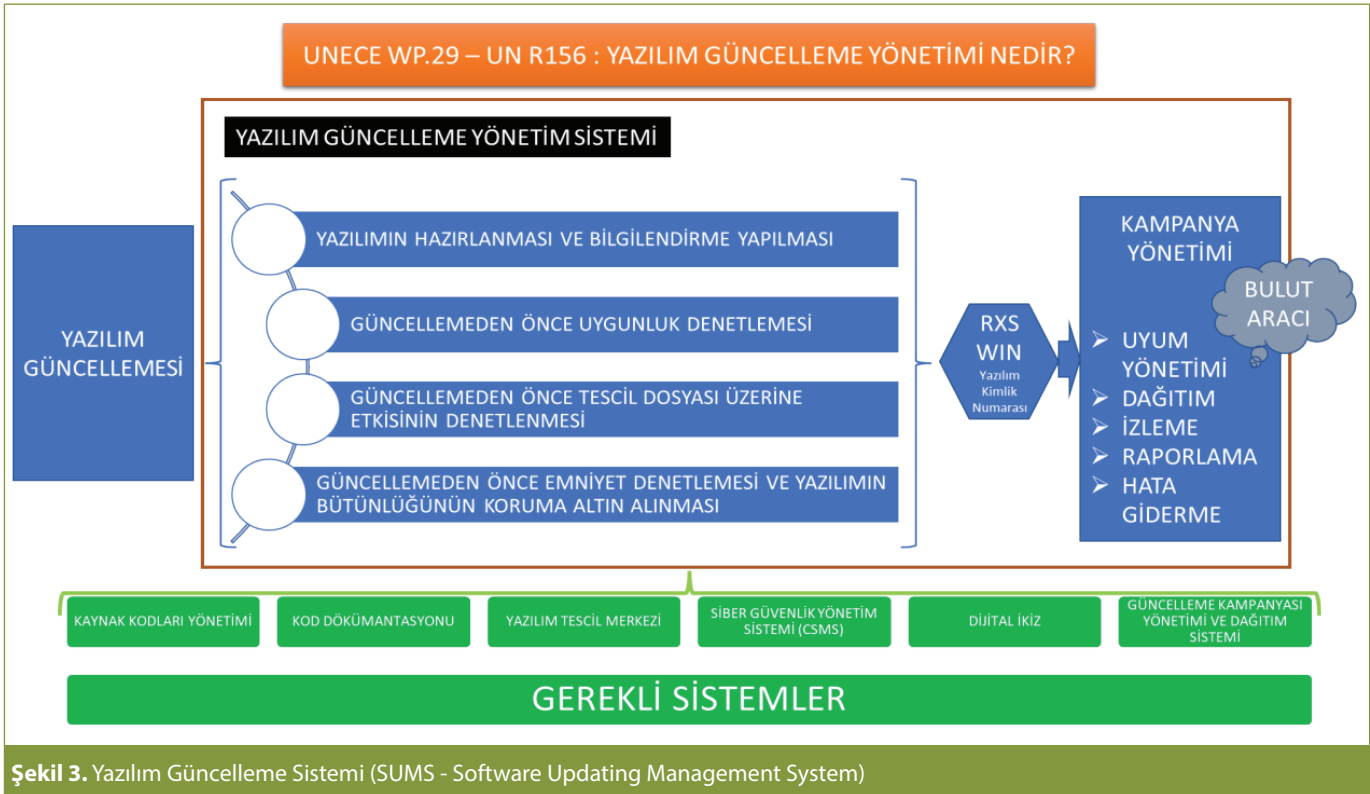 UNECE WP.29 – UN R156 : YAZILIM GÜNCELLEME YÖNETİMİ NEDİR?
YAZILIM GÜNCELLEME YÖNETİM SİSTEMİ
YAZILIM
GÜNCELLEMESİ
YAZILIMIN HAZIRLANMASI VE BİLGİLENDİRME YAPILMASI
GÜNCELLEMEDEN ÖNCE UYGUNLUK DENETLEMESİ
GÜNCELLEMEDEN ÖNCE TESCİL DOSYASI ÜZERİNE
ETKİSİNİN DENETLENMESİ
GÜNCELLEMEDEN ÖNCE EMNİYET DENETLEMESİ VE YAZILIMIN
BÜTÜNLÜĞÜNÜN KORUMA ALTIN ALINMASI
RXS
WIN
Yazılım
Kimlik
Numarası
KAMPANYA
YÖNETİMİ
BULUT
ARACI
➢ UYUM
YÖNETİMİ
➢ DAĞITIM
➢ İZLEME
➢ RAPORLAMA
➢ HATA
GİDERME
KAYNAK KODLARI YÖNETİMİ
KOD DÖKÜMANTASYONU
YAZILIM TESCİL MERKEZİ
SİBER GÜVENLİK YÖNETİM
SİSTEMİ (CSMS)
DİJİTAL İKİZ
GÜNCELLEME KAMPANYASI
YÖNETİMİ VE DAĞITIM
SİSTEMİ
GEREKLİ SİSTEMLER
Şekil 3. Yazılım Güncelleme Sistemi (SUMS - Software Updating Management System)